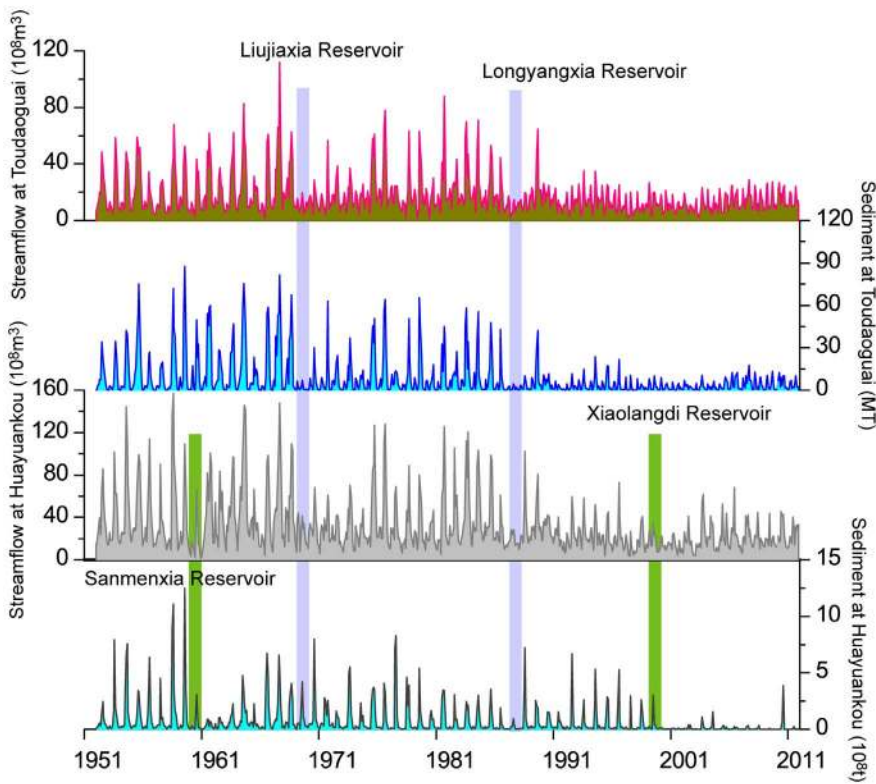 Streamflow at Toudaoguai (10⁸m³)
120
80
40
0
Liujiaxia Reservoir
Longyangxia Reservoir
120
90
60
30
0
Sediment at Toudaoguai (MT)
Streamflow at Huayuankou (10⁸m³)
160
120
80
40
0
Xiaolangdi Reservoir
Sanmenxia Reservoir
15
10
5
0
Sediment at Huayuankou (10⁸t)
1951 1961 1971 1981 1991 2001 2011